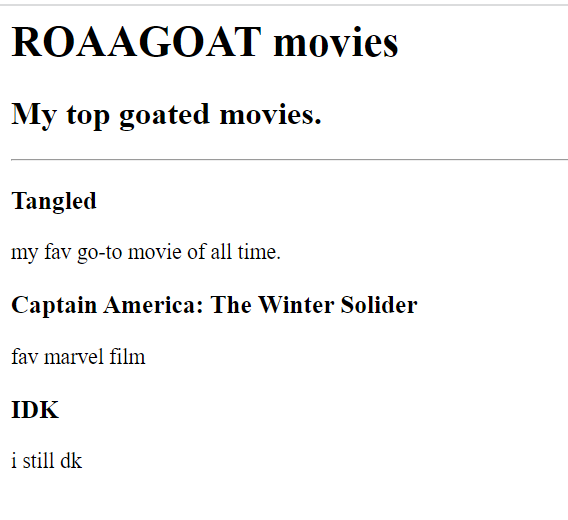 ROAAGOAT movies
My top goated movies.
Tangled
my fav go-to movie of all time.
Captain America: The Winter Solider
fav marvel film
IDK
i still dk